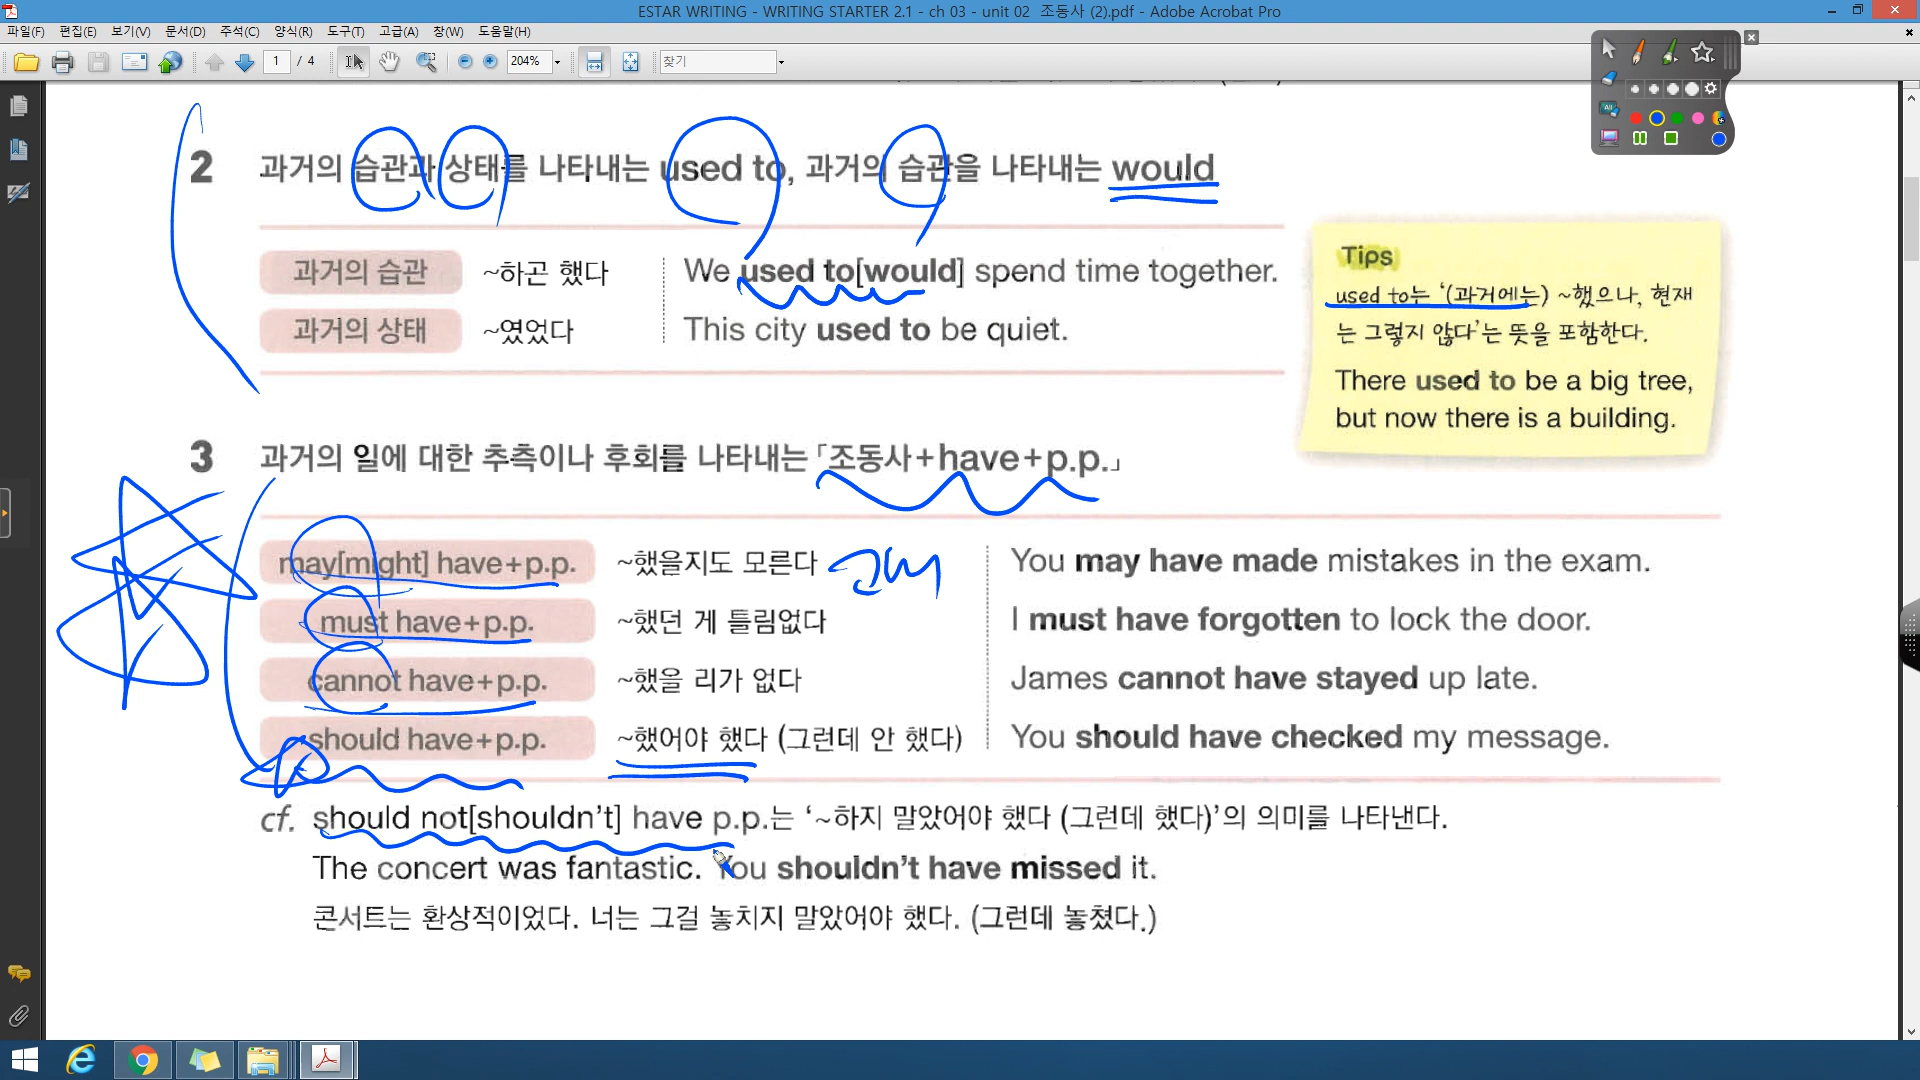 ESTAR WRITING - WRITING STARTER 2.1 - ch 03 - unit 02 조동사 (2).pdf - Adobe Acrobat Pro
파일(F) 편집(E) 보기(V) 문서(D) 주석(C) 양식(R) 도구(T) 고급(A) 창(W) 도움말(H)
1 / 4 204% 찾기
2 과거의 습관과 상태를 나타내는 used to, 과거의 습관을 나타내는 would
과거의 습관 ~하곤 했다 We used to[would] spend time together.
과거의 상태 ~였었다 This city used to be quiet.
Tips
used to는 ‘(과거에는) ~했으나, 현재
는 그렇지 않다’는 뜻을 포함한다.
There used to be a big tree,
but now there is a building.
3 과거의 일에 대한 추측이나 후회를 나타내는 「조동사+have+p.p.」
may[might] have+p.p. ~했을지도 모른다 You may have made mistakes in the exam.
must have+p.p. ~했던 게 틀림없다 I must have forgotten to lock the door.
cannot have+p.p. ~했을 리가 없다 James cannot have stayed up late.
should have+p.p. ~했어야 했다 (그런데 안 했다) You should have checked my message.
cf. should not[shouldn’t] have p.p.는 ‘~하지 말았어야 했다 (그런데 했다)’의 의미를 나타낸다.
The concert was fantastic. You shouldn’t have missed it.
콘서트는 환상적이었다. 너는 그걸 놓치지 말았어야 했다. (그런데 놓쳤다.)